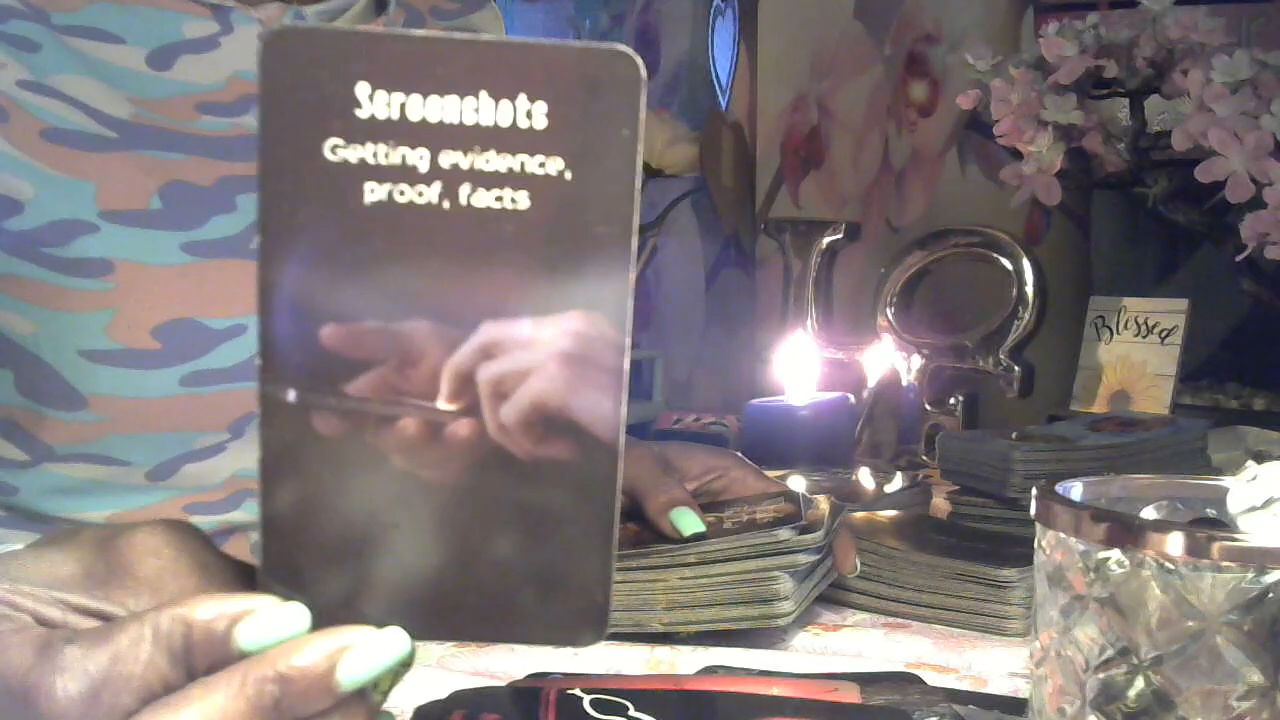 Screenshots
Getting evidence,
proof, facts
Blessed